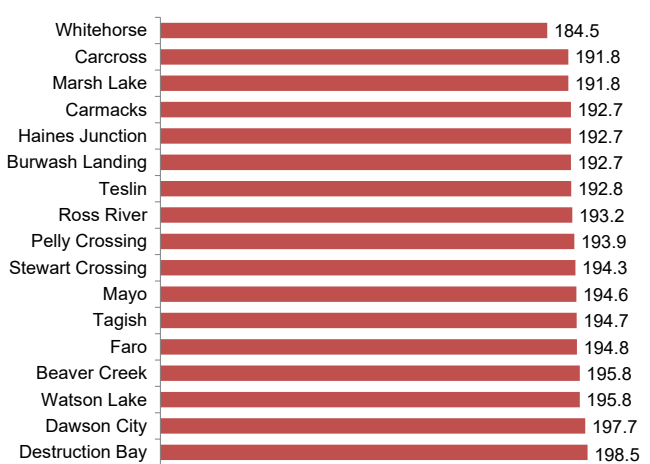 Whitehorse 184.5
Carcross 191.8
Marsh Lake 191.8
Carmacks 192.7
Haines Junction 192.7
Burwash Landing 192.7
Teslin 192.8
Ross River 193.2
Pelly Crossing 193.9
Stewart Crossing 194.3
Mayo 194.6
Tagish 194.7
Faro 194.8
Beaver Creek 195.8
Watson Lake 195.8
Dawson City 197.7
Destruction Bay 198.5